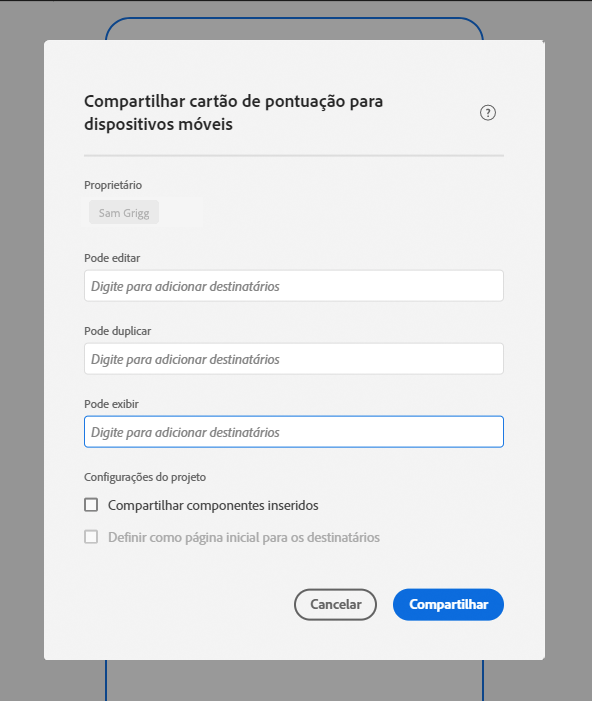 Compartilhar cartão de pontuação para
dispositivos móveis
?
Proprietário
Sam Grigg
Pode editar
Digite para adicionar destinatários
Pode duplicar
Digite para adicionar destinatários
Pode exibir
Digite para adicionar destinatários
Configurações do projeto
Compartilhar componentes inseridos
Definir como página inicial para os destinatários
Cancelar
Compartilhar